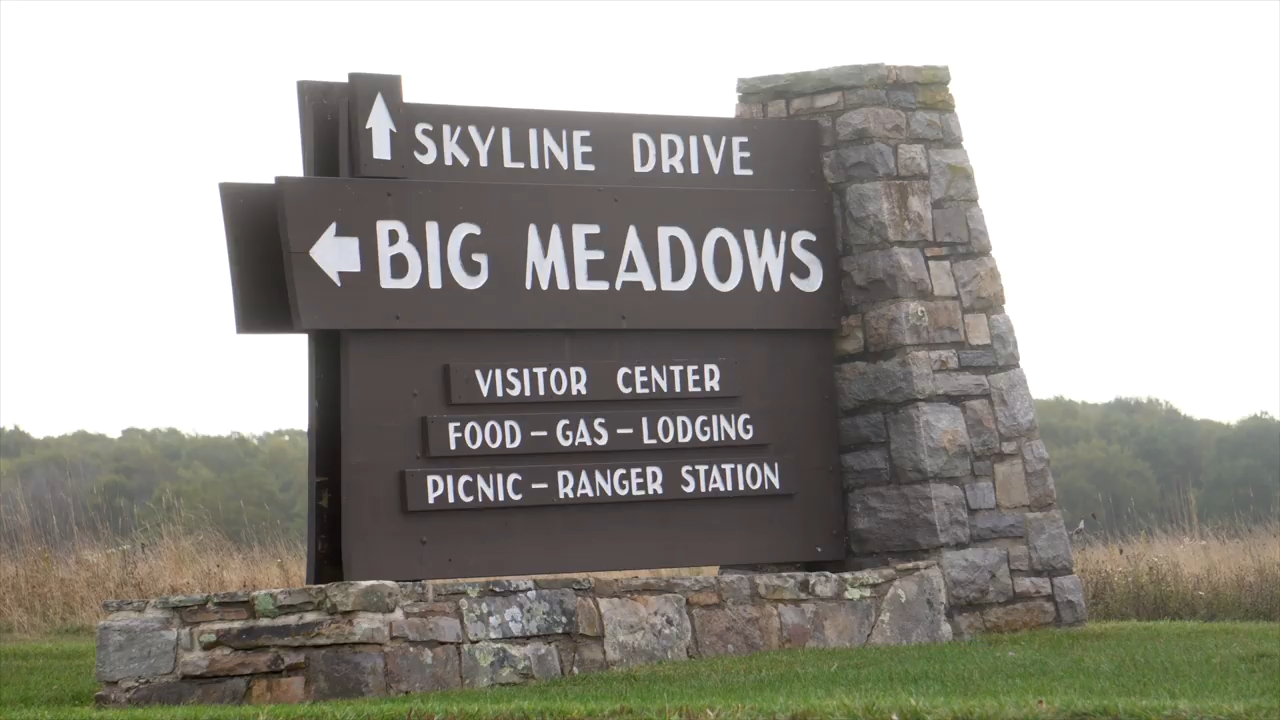 SKYLINE DRIVE
BIG MEADOWS
VISITOR CENTER
FOOD – GAS – LODGING
PICNIC – RANGER STATION